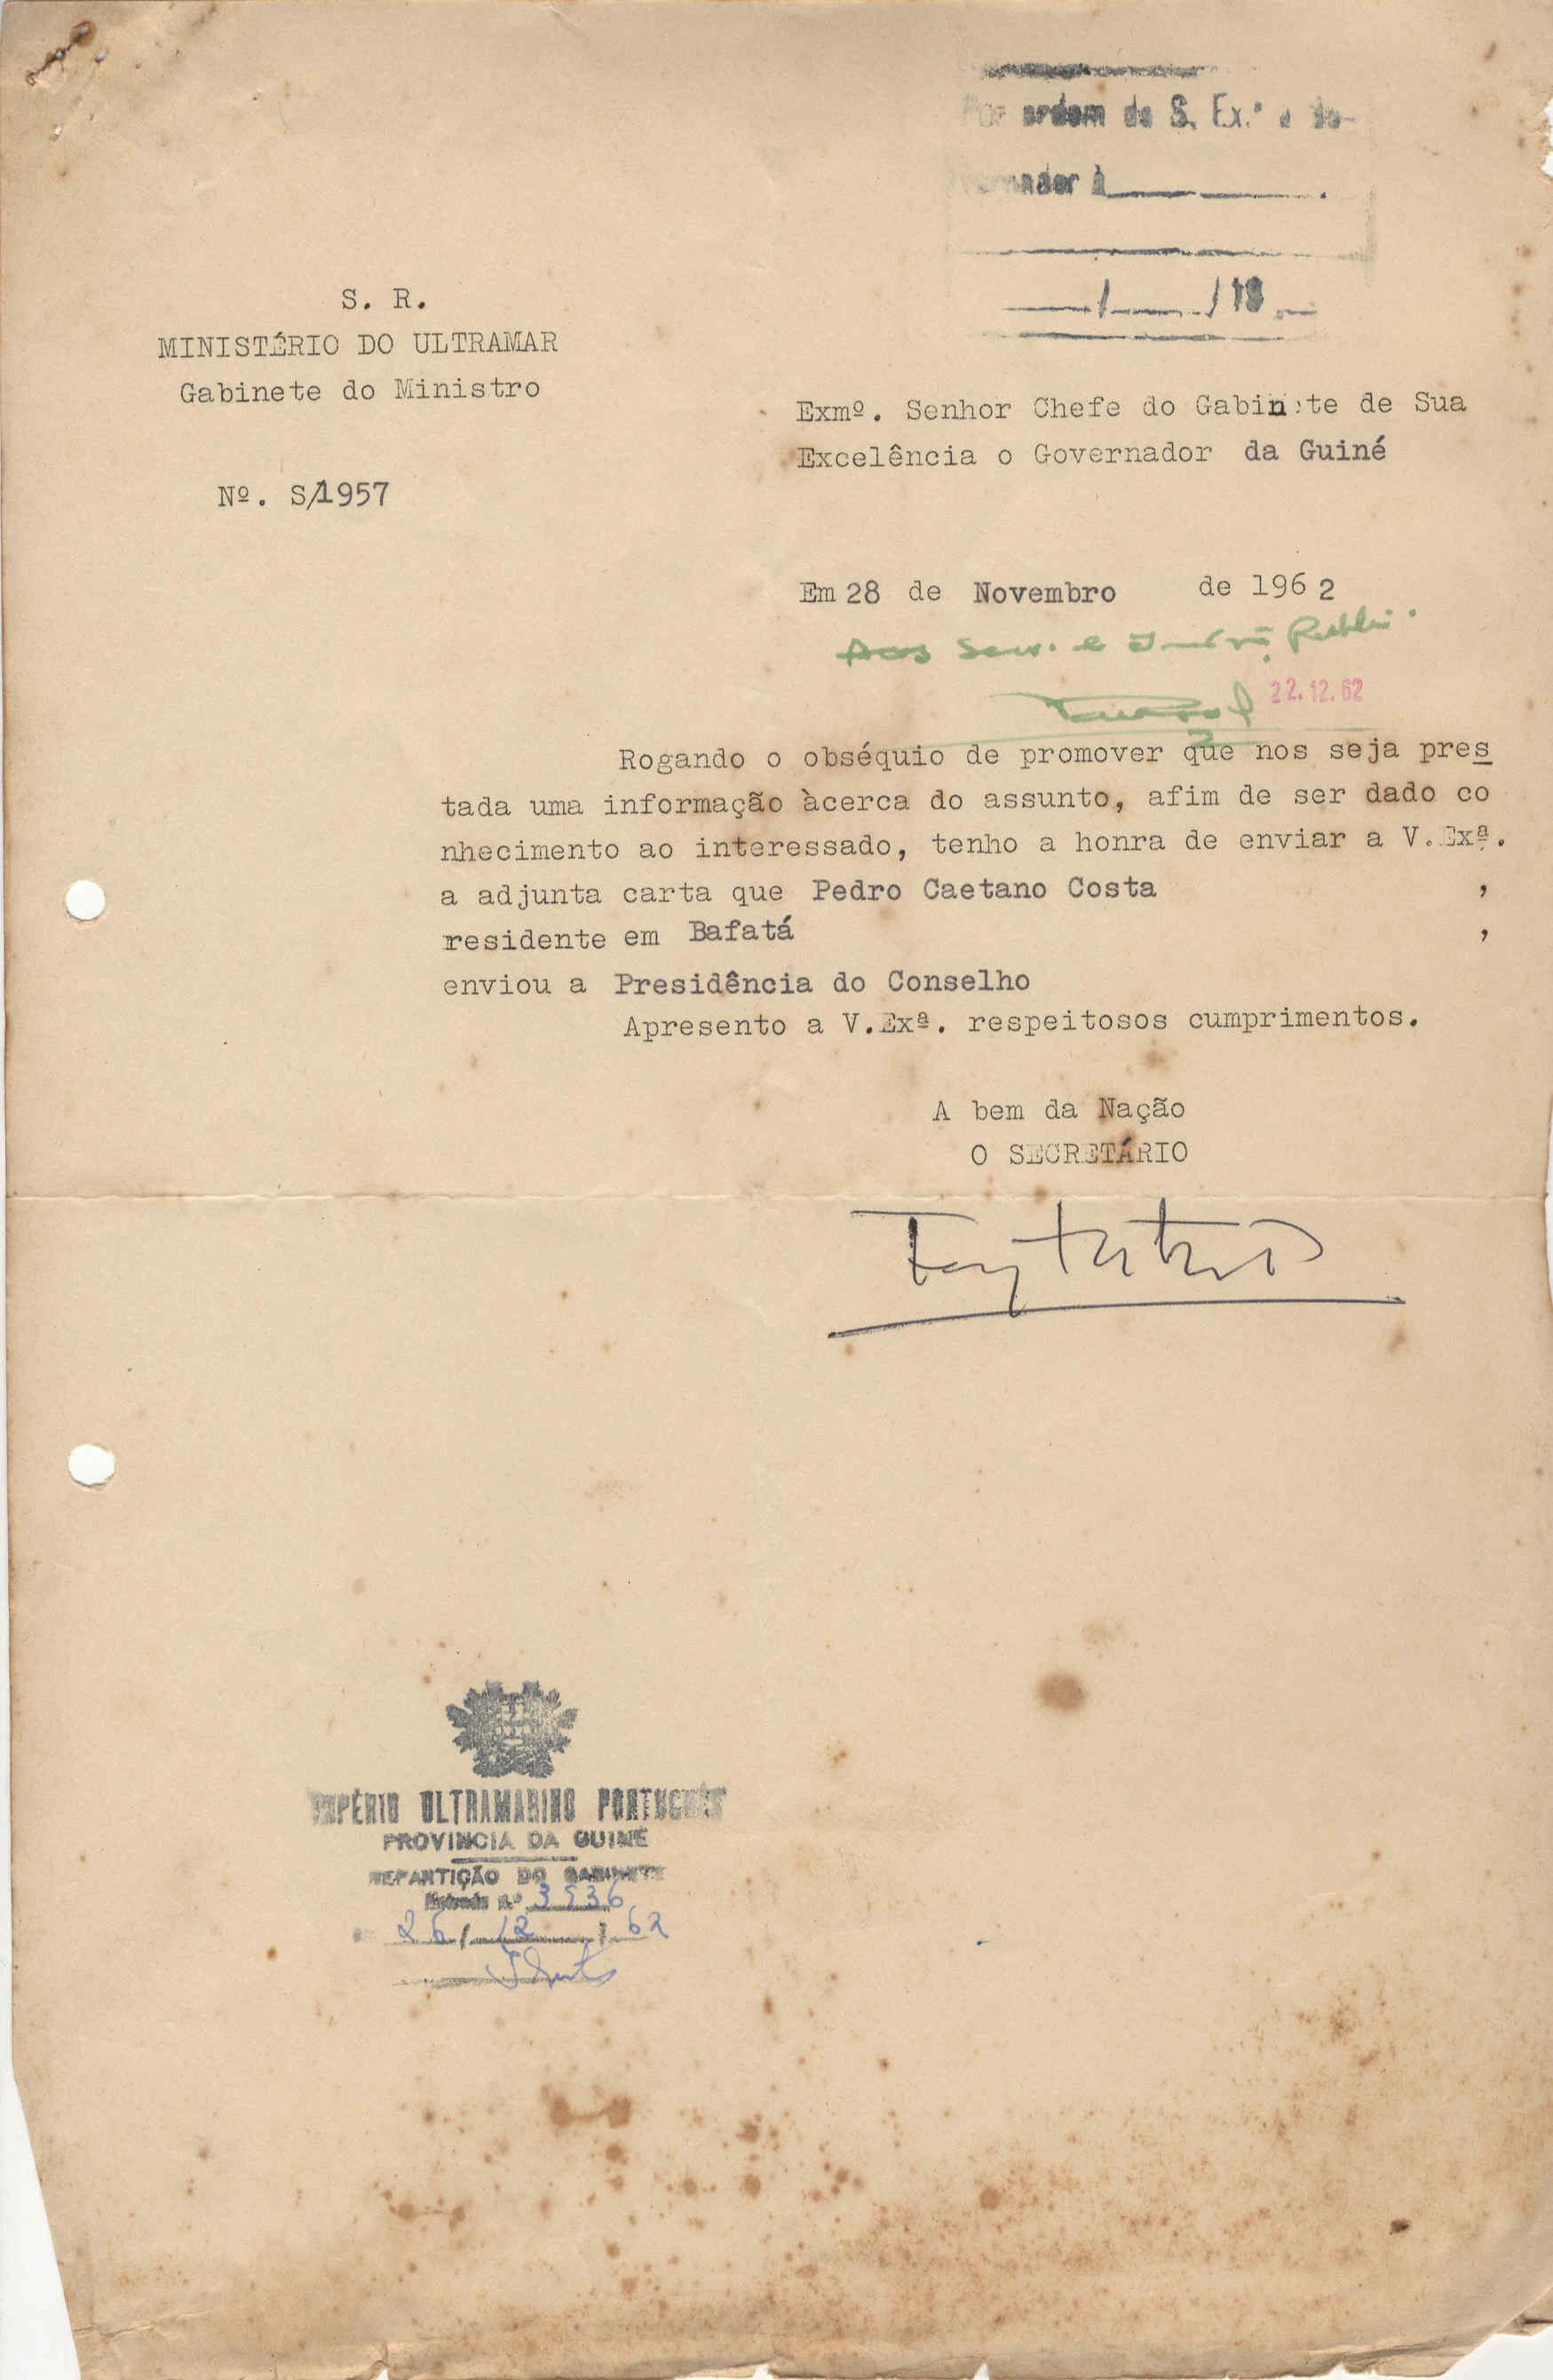 ordem de S. Ex.ª o Go-
vernador à
/ /19
S. R.
MINISTÉRIO DO ULTRAMAR
Gabinete do Ministro
Nº. S/1957
Exmº. Senhor Chefe do Gabinete de Sua
Excelência o Governador da Guiné
Em 28 de Novembro de 1962
22.12.62
Rogando o obséquio de promover que nos seja pres
tada uma informação àcerca do assunto, afim de ser dado co
nhecimento ao interessado, tenho a honra de enviar a V.Exª.
a adjunta carta que Pedro Caetano Costa ,
residente em Bafatá ,
enviou a Presidência do Conselho
Apresento a V.Exª. respeitosos cumprimentos.
A bem da Nação
O SECRETÁRIO
IMPÉRIO ULTRAMARINO PORTUGUÊS
PROVINCIA DA GUINÉ
REPARTIÇÃO DO GABINETE
Entrada n.º 3536
26/12/62